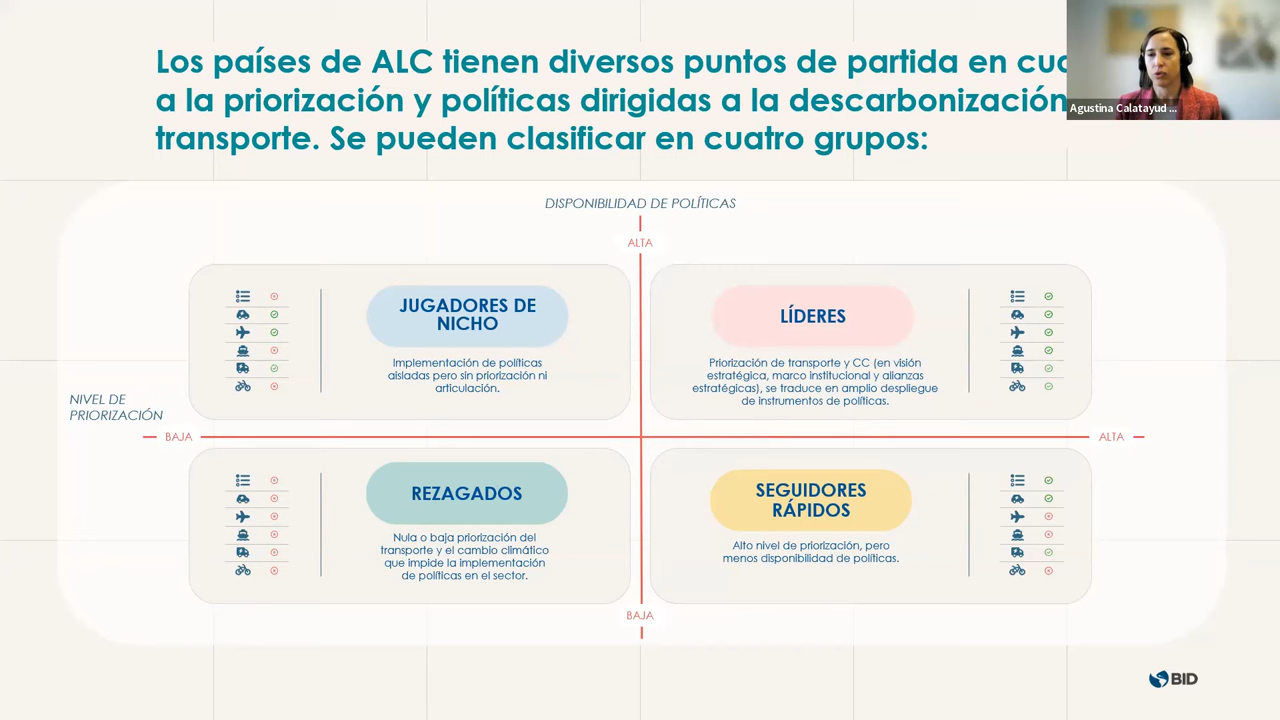 Los países de ALC tienen diversos puntos de partida en
a la priorización y políticas dirigidas a la descarbonización
transporte. Se pueden clasificar en cuatro grupos:
Agustina Calatayud ...
DISPONIBILIDAD DE POLÍTICAS
ALTA
JUGADORES DE
NICHO
Implementación de políticas
aisladas pero sin priorización ni
articulación.
LÍDERES
Priorización de transporte y CC (en visión
estratégica, marco institucional y alianzas
estratégicas), se traduce en amplio despliegue
de instrumentos de políticas.
NIVEL DE
PRIORIZACIÓN
BAJA
ALTA
REZAGADOS
Nula o baja priorización del
transporte y el cambio climático
que impide la implementación
de políticas en el sector.
SEGUIDORES
RÁPIDOS
Alto nivel de priorización, pero
menos disponibilidad de políticas.
BAJA
BID